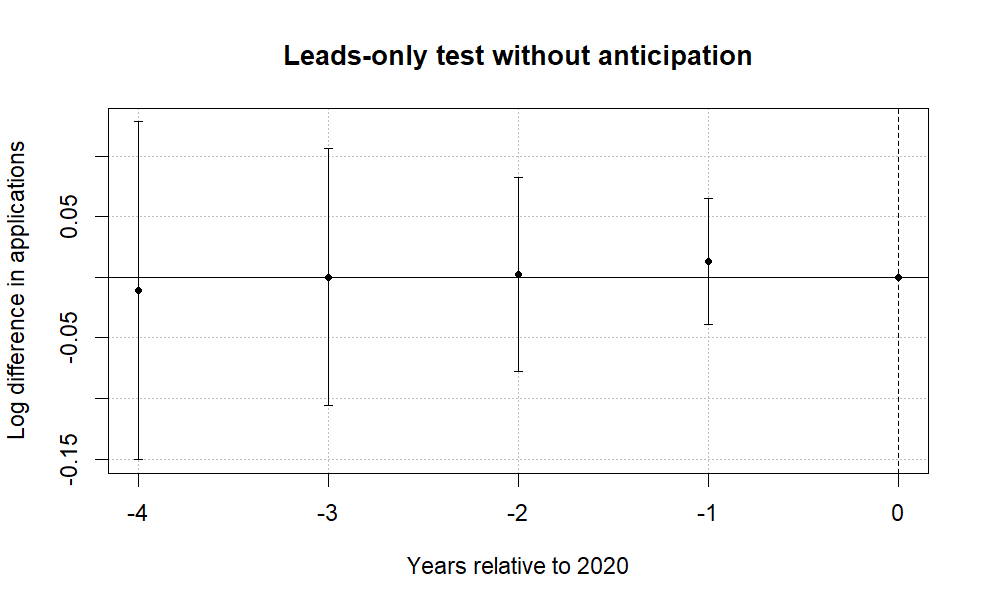 Leads-only test without anticipation
Log difference in applications
0.05
-0.05
-0.15
-4
-3
-2
-1
0
Years relative to 2020